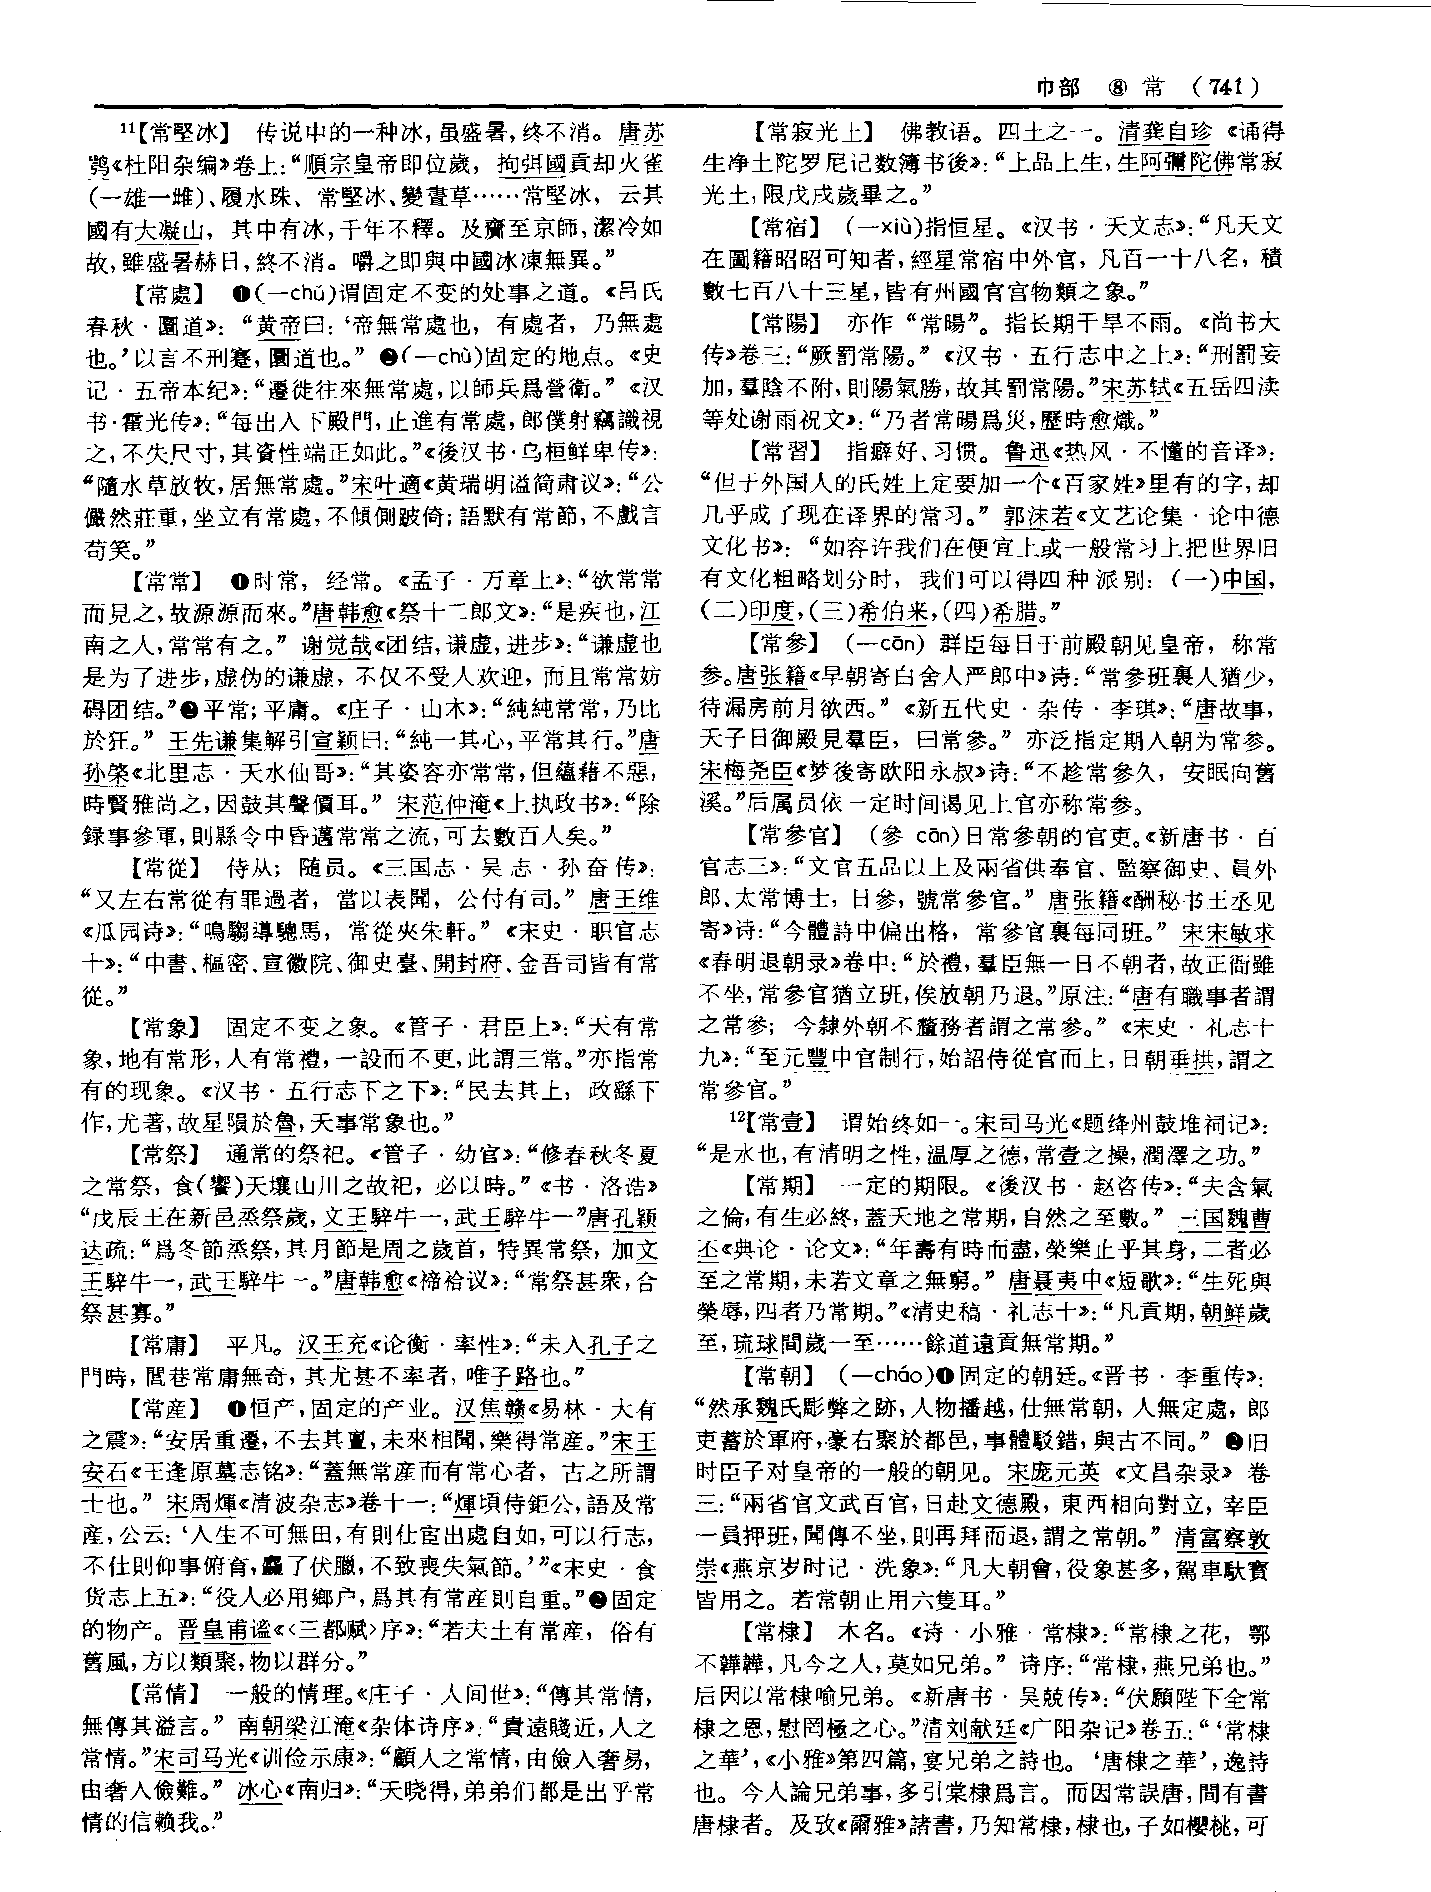 巾部 ⑧ 常 (741)
11【常堅冰】 传说中的一种冰，虽盛暑，终不消。唐苏
鹗《杜阳杂编》卷上：“順宗皇帝即位歲，拘弭國貢却火雀
(一雄一雌)、履水珠、常堅冰、變晝草……常堅冰，云其
國有大凝山，其中有冰，千年不釋。及齎至京師，潔冷如
故，雖盛暑赫日，終不消。嚼之即與中國冰凍無異。”
【常處】 ❶(—chǔ)谓固定不变的处事之道。《吕氏
春秋·圜道》：“黄帝曰：‘帝無常處也，有處者，乃無處
也。’以言不刑蹇，圜道也。” ❷(—chù)固定的地点。《史
记·五帝本纪》：“遷徙往來無常處，以師兵爲營衛。”《汉
书·霍光传》：“每出入下殿門，止進有常處，郎僕射竊識視
之，不失尺寸，其資性端正如此。”《後汉书·乌桓鲜卑传》：
“隨水草放牧，居無常處。”宋叶適《黄瑞明谥简肃议》：“公
儼然莊重，坐立有常處，不傾側跛倚；語默有常節，不戲言
苟笑。”
【常常】 ❶时常，经常。《孟子·万章上》：“欲常常
而見之，故源源而來。”唐韩愈《祭十二郎文》：“是疾也，江
南之人，常常有之。” 谢觉哉《团结，谦虚，进步》：“谦虚也
是为了进步，虚伪的谦虚，不仅不受人欢迎，而且常常妨
碍团结。”❷平常；平庸。《庄子·山木》：“純純常常，乃比
於狂。” 王先谦集解引宣颖曰：“純一其心，平常其行。”唐
孙棨《北里志·天水仙哥》：“其姿容亦常常，但蘊藉不惡，
時賢雅尚之，因鼓其聲價耳。” 宋范仲淹《上执政书》：“除
録事參軍，則縣令中昏邁常常之流，可去數百人矣。”
【常從】 侍从；随员。《三国志·吴志·孙奋传》：
“又左右常從有罪過者，當以表聞，公付有司。” 唐王维
《瓜园诗》：“鳴騶導驄馬，常從夾朱軒。”《宋史·职官志
十》：“中書、樞密、宣徽院、御史臺、開封府、金吾司皆有常
從。”
【常象】 固定不变之象。《管子·君臣上》：“天有常
象，地有常形，人有常禮，一設而不更，此謂三常。”亦指常
有的现象。《汉书·五行志下之下》：“民去其上，政繇下
作，尤著，故星隕於魯，天事常象也。”
【常祭】 通常的祭祀。《管子·幼官》：“修春秋冬夏
之常祭，食(饗)天壤山川之故祀，必以時。”《书·洛诰》
“戊辰王在新邑烝祭歲，文王騂牛一，武王騂牛一”唐孔颖
达疏：“爲冬節烝祭，其月節是周之歲首，特異常祭，加文
王騂牛一，武王騂牛一。”唐韩愈《禘祫议》：“常祭甚衆，合
祭甚寡。”
【常庸】 平凡。汉王充《论衡·率性》：“未入孔子之
門時，閭巷常庸無奇，其尤甚不率者，唯子路也。”
【常産】 ❶恒产，固定的产业。汉焦赣《易林·大有
之震》：“安居重遷，不去其㕓，未來相聞，樂得常産。”宋王
安石《王逢原墓志铭》：“蓋無常産而有常心者，古之所謂
士也。” 宋周煇《清波杂志》卷十一：“煇頃侍鉅公，語及常
産，公云：‘人生不可無田，有則仕宦出處自如，可以行志，
不仕則仰事俯育，麤了伏臘，不致喪失氣節。’”《宋史·食
货志上五》：“役人必用鄉户，爲其有常産則自重。”❷固定
的物产。晋皇甫谧《〈三都赋〉序》：“若夫土有常産，俗有
舊風，方以類聚，物以群分。”
【常情】 一般的情理。《庄子·人间世》：“傳其常情，
無傳其溢言。” 南朝梁江淹《杂体诗序》：“貴遠賤近，人之
常情。”宋司马光《训俭示康》：“顧人之常情，由儉入奢易，
由奢入儉難。” 冰心《南归》：“天晓得，弟弟们都是出乎常
情的信赖我。”
【常寂光土】 佛教语。四土之一。清龚自珍《诵得
生净土陀罗尼记数簿书後》：“上品上生，生阿彌陀佛常寂
光土，限戊戌歲畢之。”
【常宿】 (—xiù)指恒星。《汉书·天文志》：“凡天文
在圖籍昭昭可知者，經星常宿中外官，凡百一十八名，積
數七百八十三星，皆有州國官宫物類之象。”
【常陽】 亦作“常暘”。指长期干旱不雨。《尚书大
传》卷三：“厥罰常陽。”《汉书·五行志中之上》：“刑罰妄
加，羣陰不附，則陽氣勝，故其罰常陽。”宋苏轼《五岳四渎
等处谢雨祝文》：“乃者常暘爲災，歷時愈熾。”
【常習】 指癖好、习惯。鲁迅《热风·不懂的音译》：
“但于外国人的氏姓上定要加一个《百家姓》里有的字，却
几乎成了现在译界的常习。” 郭沫若《文艺论集·论中德
文化书》：“如容许我们在便宜上或一般常习上把世界旧
有文化粗略划分时，我们可以得四种派别：(一)中国，
(二)印度，(三)希伯来，(四)希腊。”
【常參】 (—cān) 群臣每日于前殿朝见皇帝，称常
参。唐张籍《早朝寄白舍人严郎中》诗：“常參班裏人猶少，
待漏房前月欲西。”《新五代史·杂传·李琪》：“唐故事，
天子日御殿見羣臣，曰常參。” 亦泛指定期入朝为常参。
宋梅尧臣《梦後寄欧阳永叔》诗：“不趁常參久，安眠向舊
溪。”后属员依一定时间谒见上官亦称常参。
【常參官】 (參 cān)日常參朝的官吏。《新唐书·百
官志三》：“文官五品以上及兩省供奉官、監察御史、員外
郎、太常博士，日參，號常參官。” 唐张籍《酬秘书王丞见
寄》诗：“今體詩中偏出格，常參官裏每同班。” 宋宋敏求
《春明退朝录》卷中：“於禮，羣臣無一日不朝者，故正衙雖
不坐，常參官猶立班，俟放朝乃退。”原注：“唐有職事者謂
之常參；今隸外朝不釐務者謂之常參。”《宋史·礼志十
九》：“至元豐中官制行，始詔侍從官而上，日朝垂拱，謂之
常參官。”
12【常壹】 谓始终如一。宋司马光《题绛州鼓堆祠记》：
“是水也，有清明之性，温厚之德，常壹之操，潤澤之功。”
【常期】 一定的期限。《後汉书·赵咨传》：“夫含氣
之倫，有生必終，蓋天地之常期，自然之至數。” 三国魏曹
丕《典论·论文》：“年壽有時而盡，榮樂止乎其身，二者必
至之常期，未若文章之無窮。” 唐聂夷中《短歌》：“生死與
榮辱，四者乃常期。”《清史稿·礼志十》：“凡貢期，朝鮮歲
至，琉球間歲一至……餘道遠貢無常期。”
【常朝】 (—cháo)❶固定的朝廷。《晋书·李重传》：
“然承魏氏彫弊之跡，人物播越，仕無常朝，人無定處，郎
吏蓄於軍府，豪右聚於都邑，事體駁錯，與古不同。” ❷旧
时臣子对皇帝的一般的朝见。宋庞元英《文昌杂录》卷
三：“兩省官文武百官，日赴文德殿，東西相向對立，宰臣
一員押班，聞傳不坐，則再拜而退，謂之常朝。” 清富察敦
崇《燕京岁时记·洗象》：“凡大朝會，役象甚多，駕車馱寳
皆用之。若常朝止用六隻耳。”
【常棣】 木名。《诗·小雅·常棣》：“常棣之花，鄂
不韡韡，凡今之人，莫如兄弟。” 诗序：“常棣，燕兄弟也。”
后因以常棣喻兄弟。《新唐书·吴兢传》：“伏願陛下全常
棣之恩，慰罔極之心。”清刘献廷《广阳杂记》卷五：“‘常棣
之華’，《小雅》第四篇，宴兄弟之詩也。‘唐棣之華’，逸詩
也。今人論兄弟事，多引棠棣爲言。而因常誤唐，間有書
唐棣者。及攷《爾雅》諸書，乃知常棣，棣也，子如櫻桃，可